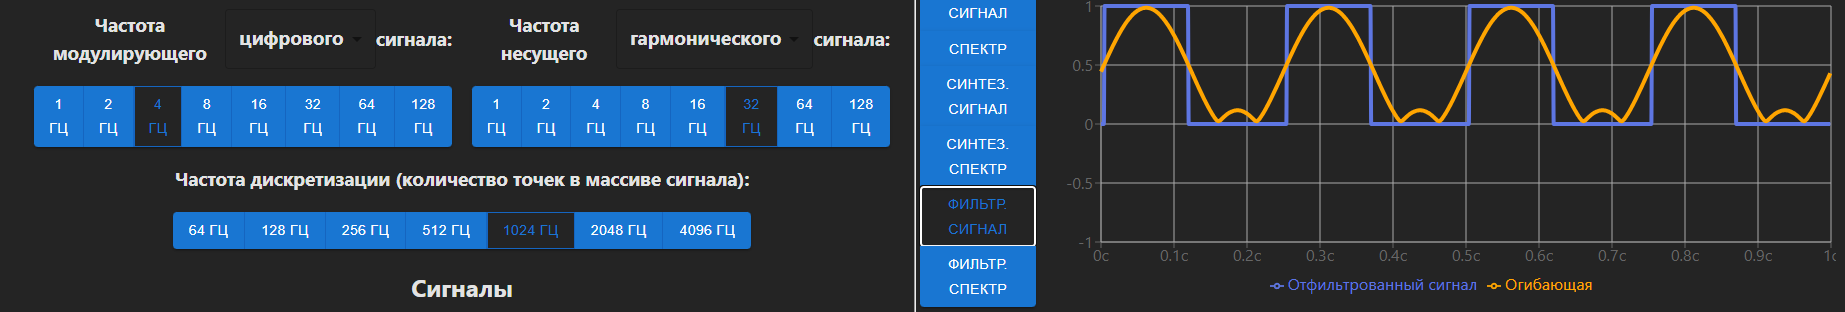 Частота модулирующего
цифрового
сигнала:
Частота несущего
гармонического
сигнала:
1 ГЦ
2 ГЦ
4 ГЦ
8 ГЦ
16 ГЦ
32 ГЦ
64 ГЦ
128 ГЦ
1 ГЦ
2 ГЦ
4 ГЦ
8 ГЦ
16 ГЦ
32 ГЦ
64 ГЦ
128 ГЦ
Частота дискретизации (количество точек в массиве сигнала):
64 ГЦ
128 ГЦ
256 ГЦ
512 ГЦ
1024 ГЦ
2048 ГЦ
4096 ГЦ
Сигналы
СИГНАЛ
СПЕКТР
СИНТЕЗ.
СИГНАЛ
СИНТЕЗ.
СПЕКТР
ФИЛЬТР.
СИГНАЛ
ФИЛЬТР.
СПЕКТР
1
0.5
0
-0.5
-1
0с 0.1с 0.2с 0.3с 0.4с 0.5с 0.6с 0.7с 0.8с 0.9с
Отфильтрованный сигнал Огибающая